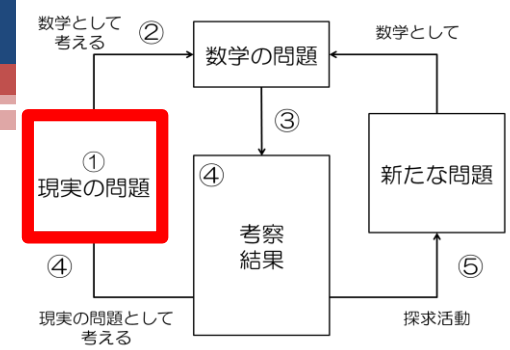 数学として
考える
②
数学の問題
数学として
③
①
現実の問題
④
考察
結果
新たな問題
④
⑤
現実の問題として
考える
探求活動